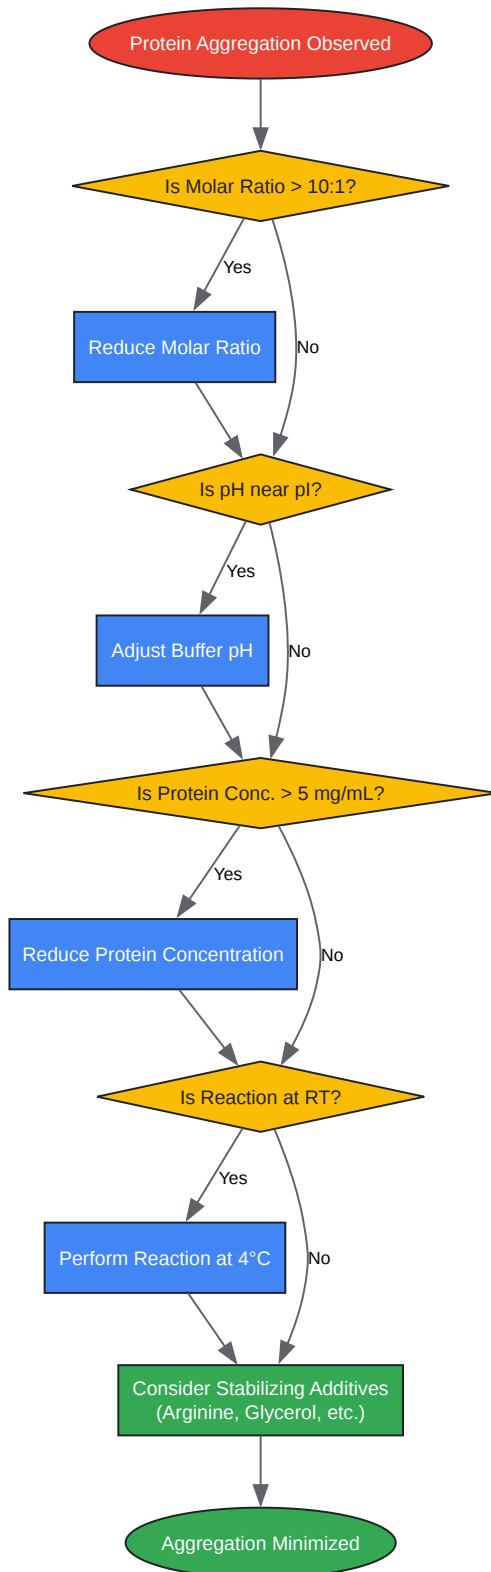 Protein Aggregation Observed
Is Molar Ratio > 10:1?
Yes
Reduce Molar Ratio
No
Is pH near pI?
Yes
Adjust Buffer pH
No
Is Protein Conc. > 5 mg/mL?
Yes
Reduce Protein Concentration
No
Is Reaction at RT?
Yes
Perform Reaction at 4°C
No
Consider Stabilizing Additives
(Arginine, Glycerol, etc.)
Aggregation Minimized